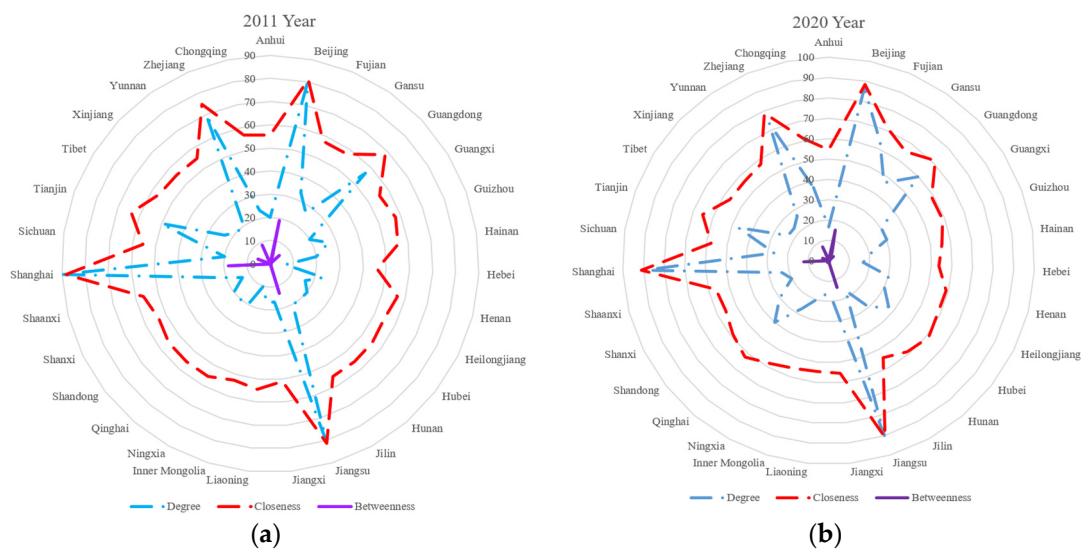 2011 Year
Anhui
Beijing
Fujian
Gansu
Guangdong
Guangxi
Guizhou
Hainan
Hebei
Henan
Heilongjiang
Hubei
Hunan
Jilin
Jiangsu
Jiangxi
Liaoning
Inner Mongolia
Ningxia
Qinghai
Shandong
Shanxi
Shaanxi
Shanghai
Sichuan
Tianjin
Tibet
Xinjiang
Yunnan
Zhejiang
Chongqing
90
80
70
60
50
40
30
20
10
0
Degree Closeness Betweenness
(a)
2020 Year
Anhui
Beijing
Fujian
Gansu
Guangdong
Guangxi
Guizhou
Hainan
Hebei
Henan
Heilongjiang
Hubei
Hunan
Jilin
Jiangsu
Jiangxi
Liaoning
Inner Mongolia
Ningxia
Qinghai
Shandong
Shanxi
Shaanxi
Shanghai
Sichuan
Tianjin
Tibet
Xinjiang
Yunnan
Zhejiang
Chongqing
100
90
80
70
60
50
40
30
20
10
0
Degree Closeness Betweenness
(b)